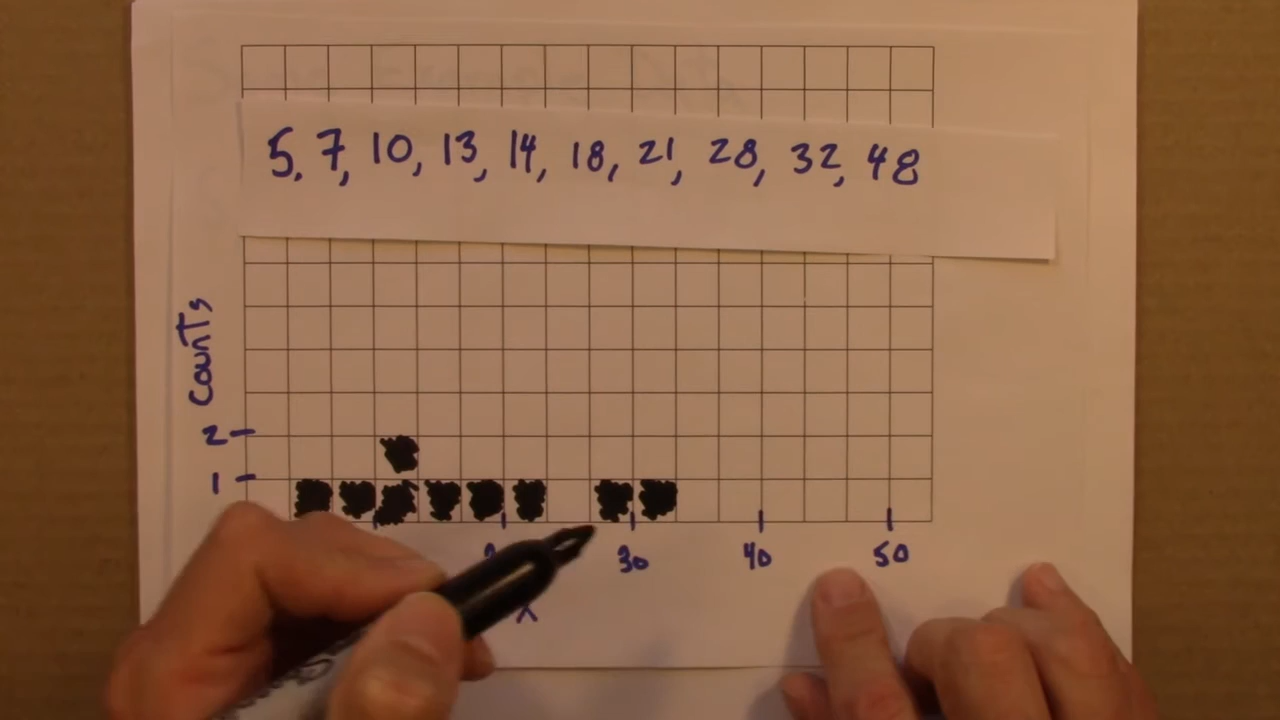 5, 7, 10, 13, 14, 18, 21, 28, 32, 48
counts
2
1
30 40 50
x